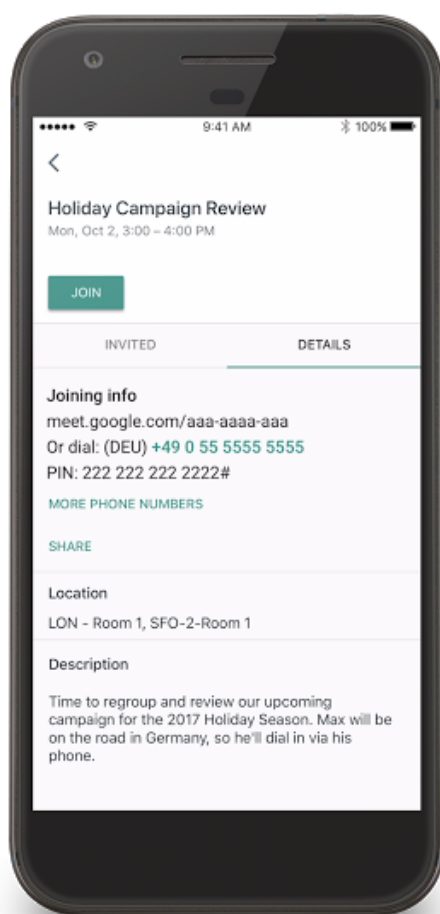 9:41 AM
100%
Holiday Campaign Review
Mon, Oct 2, 3:00 – 4:00 PM
JOIN
INVITED
DETAILS
Joining info
meet.google.com/aaa-aaaa-aaa
Or dial: (DEU) +49 0 55 5555 5555
PIN: 222 222 222 2222#
MORE PHONE NUMBERS
SHARE
Location
LON - Room 1, SFO-2-Room 1
Description
Time to regroup and review our upcoming
campaign for the 2017 Holiday Season. Max will be
on the road in Germany, so he'll dial in via his
phone.